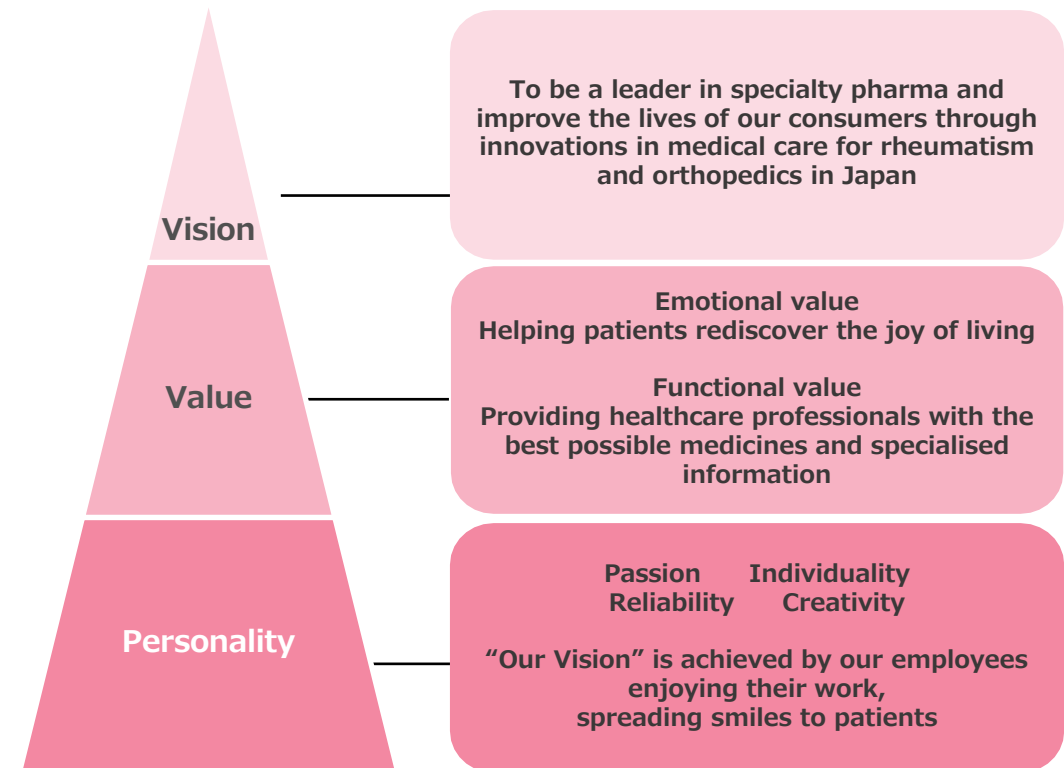 To be a leader in specialty pharma and
improve the lives of our consumers through
innovations in medical care for rheumatism
and orthopedics in Japan
Vision
Emotional value
Helping patients rediscover the joy of living
Functional value
Value
Providing healthcare professionals with the
best possible medicines and specialised
information
Passion Individuality
Reliability Creativity
Personality
“Our Vision” is achieved by our employees
enjoying their work,
spreading smiles to patients